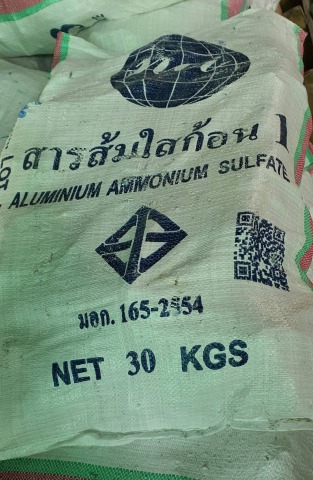 สารส้มใสก้อน 1
ALUMINIUM AMMONIUM SULFATE
LOT
มอก. 165-2554
NET 30 KGS